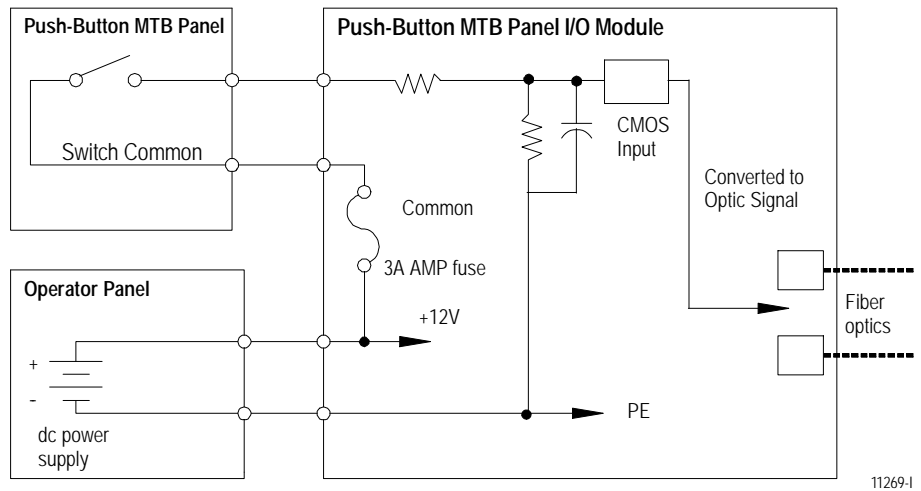 Push-Button MTB Panel
Push-Button MTB Panel I/O Module
Switch Common
CMOS
Input
Common
3A AMP fuse
Converted to
Optic Signal
Operator Panel
+12V
Fiber
optics
+
-
PE
dc power
supply
11269-I